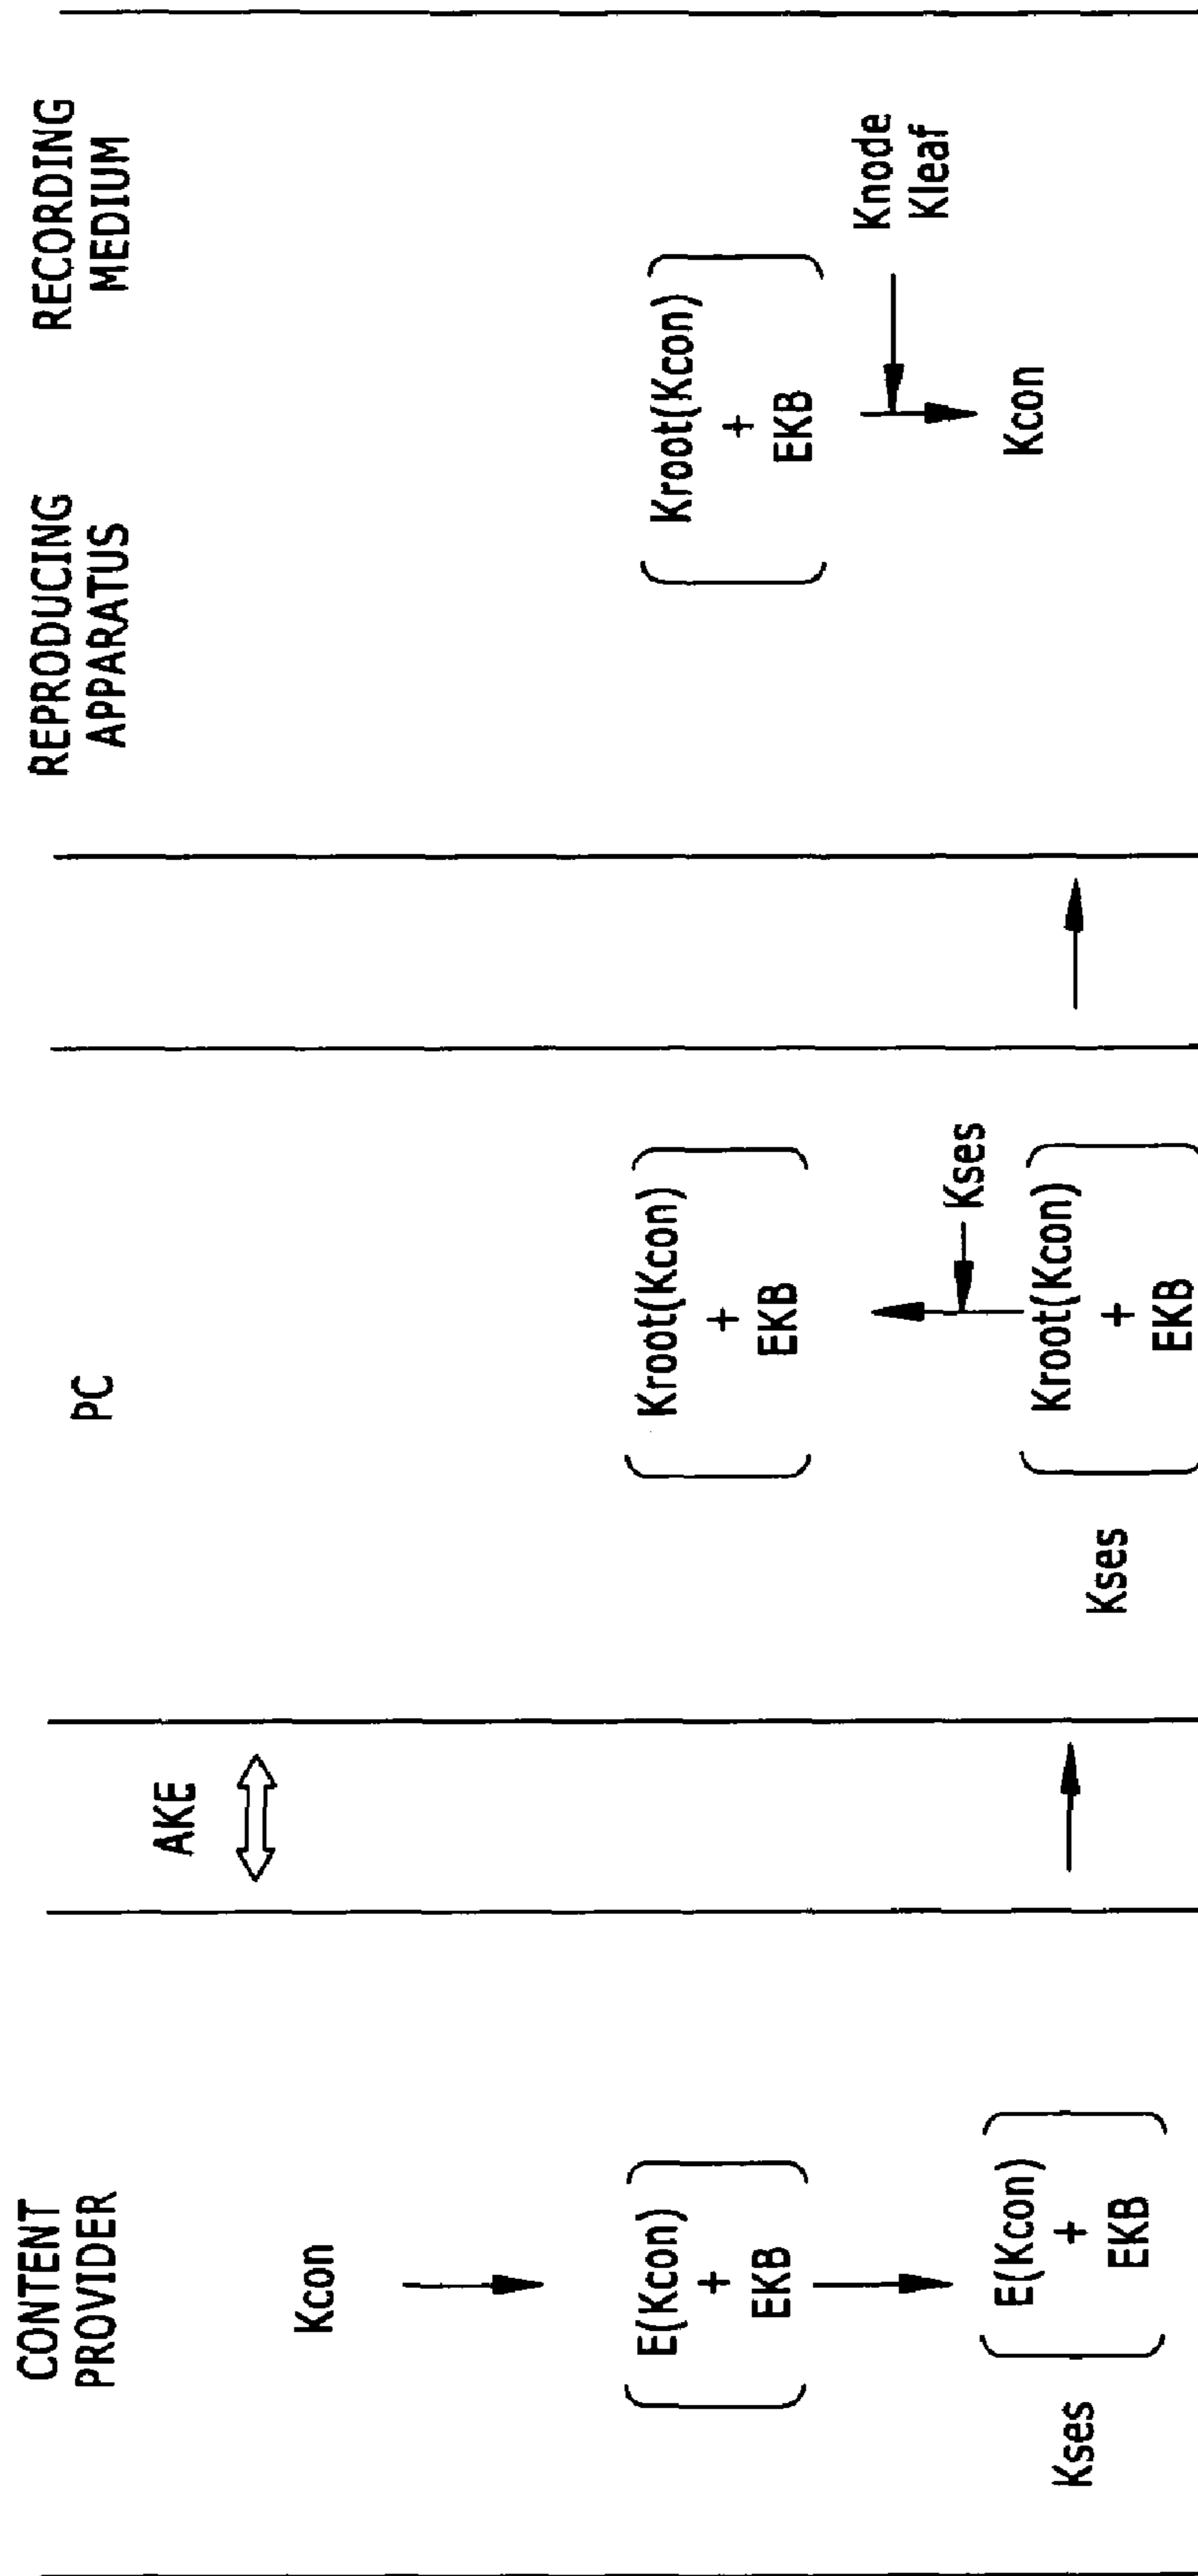 CONTENT
PROVIDER
Kcon
E(Kcon)
+
EKB
Kses
E(Kcon)
+
EKB
AKE
PC
Kroot(Kcon)
+
EKB
Kses
Kses
Kroot(Kcon)
+
EKB
REPRODUCING
APPARATUS
RECORDING
MEDIUM
Kroot(Kcon)
+
EKB
Knode
Kleaf
Kcon